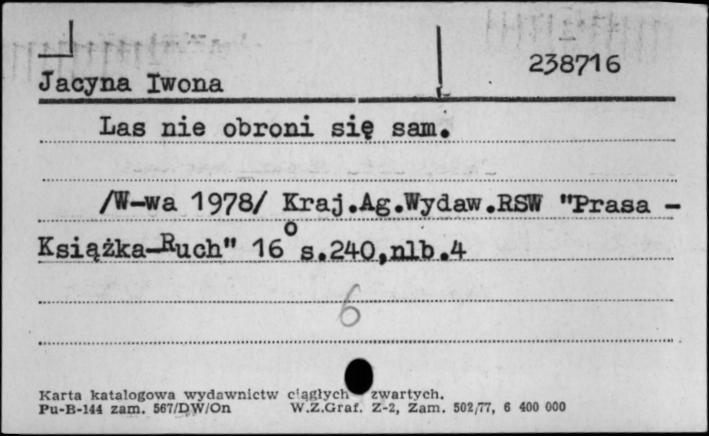 238716
Jacyna Iwona
Las nie obroni się sam.
/W-wa 1978/ Kraj.Ag.Wydaw.RSW "Prasa -
Książka-Ruch" 16° s.240,nlb.4
6
Karta katalogowa wydawnictw ciągłych zwartych.
Pu-B-144 zam. 567/DW/On W.Z.Graf. Z-2, Zam. 502/77, 6 400 000